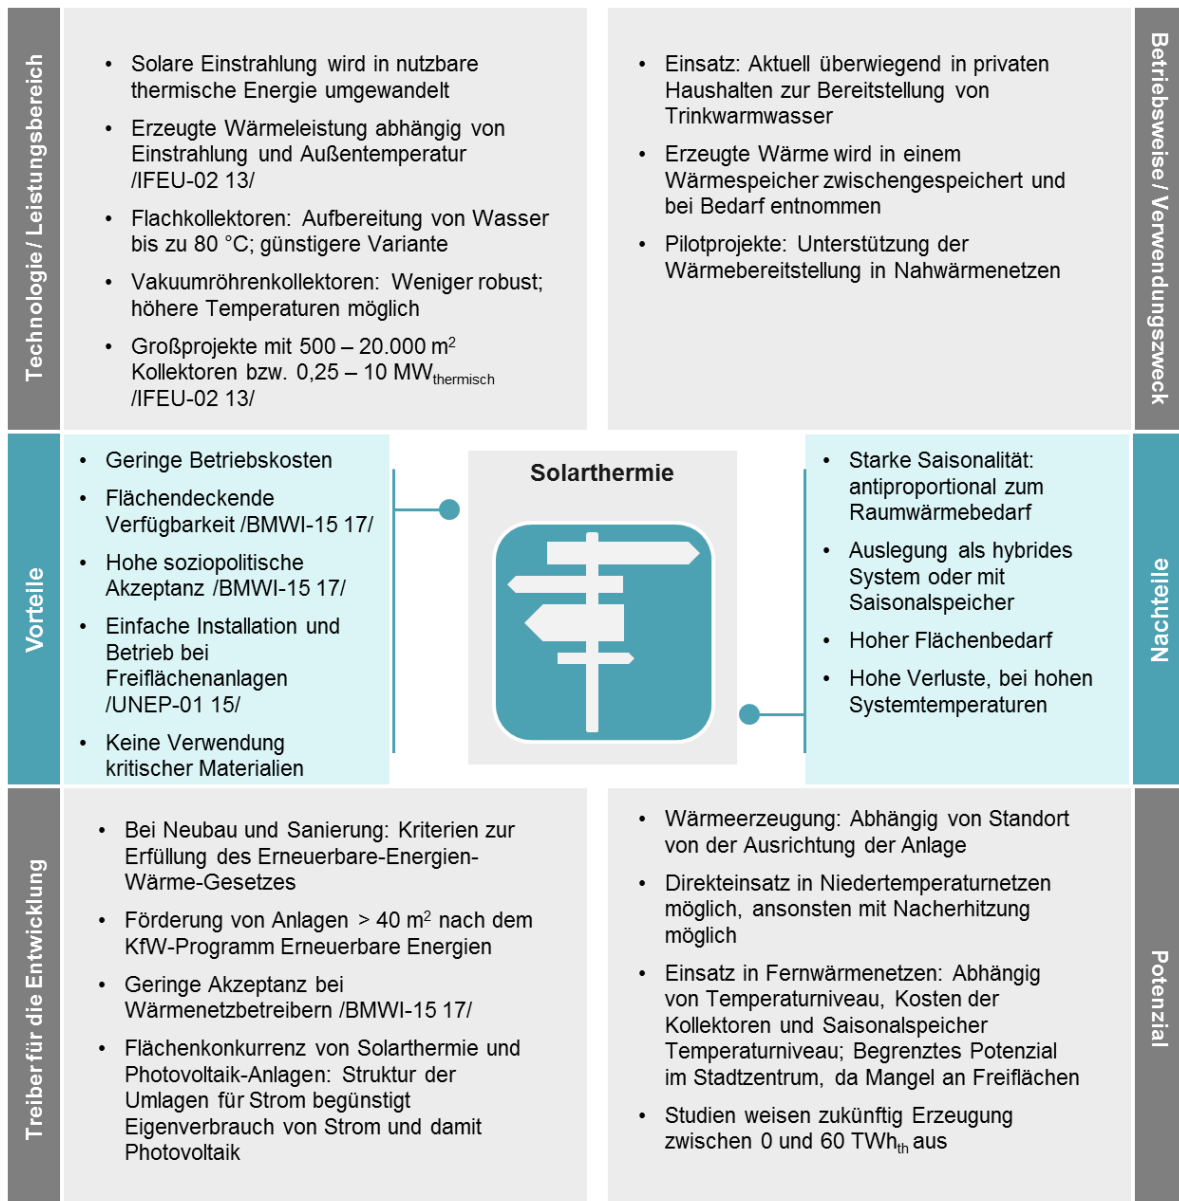 Technologie / Leistungsbereich
• Solare Einstrahlung wird in nutzbare
thermische Energie umgewandelt
• Erzeugte Wärmeleistung abhängig von
Einstrahlung und Außentemperatur
/IFEU-02 13/
• Flachkollektoren: Aufbereitung von Wasser
bis zu 80 °C; günstigere Variante
• Vakuumröhrenkollektoren: Weniger robust;
höhere Temperaturen möglich
• Großprojekte mit 500 – 20.000 m²
Kollektoren bzw. 0,25 – 10 MWthermisch
/IFEU-02 13/
Betriebsweise / Verwendungszweck
• Einsatz: Aktuell überwiegend in privaten
Haushalten zur Bereitstellung von
Trinkwarmwasser
• Erzeugte Wärme wird in einem
Wärmespeicher zwischengespeichert und
bei Bedarf entnommen
• Pilotprojekte: Unterstützung der
Wärmebereitstellung in Nahwärmenetzen
Vorteile
• Geringe Betriebskosten
• Flächendeckende
Verfügbarkeit /BMWI-15 17/
• Hohe soziopolitische
Akzeptanz /BMWI-15 17/
• Einfache Installation und
Betrieb bei
Freiflächenanlagen
/UNEP-01 15/
• Keine Verwendung
kritischer Materialien
Solarthermie
Nachteile
• Starke Saisonalität:
antiproportional zum
Raumwärmebedarf
• Auslegung als hybrides
System oder mit
Saisonalspeicher
• Hoher Flächenbedarf
• Hohe Verluste, bei hohen
Systemtemperaturen
Treiber für die Entwicklung
• Bei Neubau und Sanierung: Kriterien zur
Erfüllung des Erneuerbare-Energien-
Wärme-Gesetzes
• Förderung von Anlagen > 40 m² nach dem
KfW-Programm Erneuerbare Energien
• Geringe Akzeptanz bei
Wärmenetzbetreibern /BMWI-15 17/
• Flächenkonkurrenz von Solarthermie und
Photovoltaik-Anlagen: Struktur der
Umlagen für Strom begünstigt
Eigenverbrauch von Strom und damit
Photovoltaik
Potenzial
• Wärmeerzeugung: Abhängig von Standort
von der Ausrichtung der Anlage
• Direkteinsatz in Niedertemperaturnetzen
möglich, ansonsten mit Nacherhitzung
möglich
• Einsatz in Fernwärmenetzen: Abhängig
von Temperaturniveau, Kosten der
Kollektoren und Saisonalspeicher
Temperaturniveau; Begrenztes Potenzial
im Stadtzentrum, da Mangel an Freiflächen
• Studien weisen zukünftig Erzeugung
zwischen 0 und 60 TWhth aus